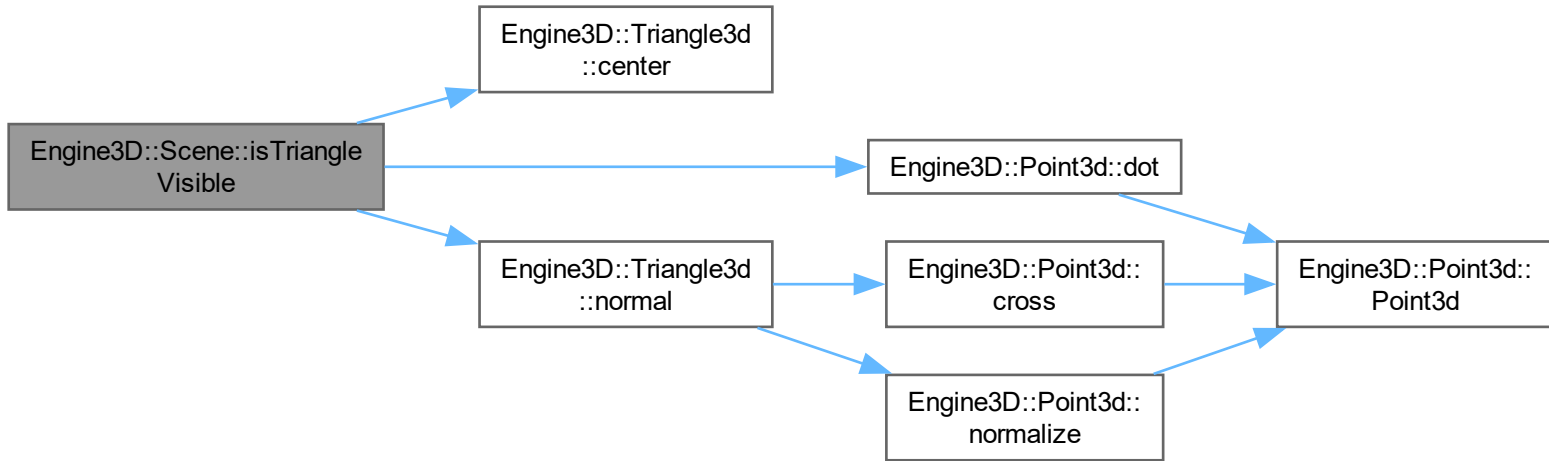 Engine3D::Triangle3d
::center
Engine3D::Scene::isTriangle
Visible
Engine3D::Point3d::dot
Engine3D::Triangle3d
::normal
Engine3D::Point3d::
cross
Engine3D::Point3d::
Point3d
Engine3D::Point3d::
normalize